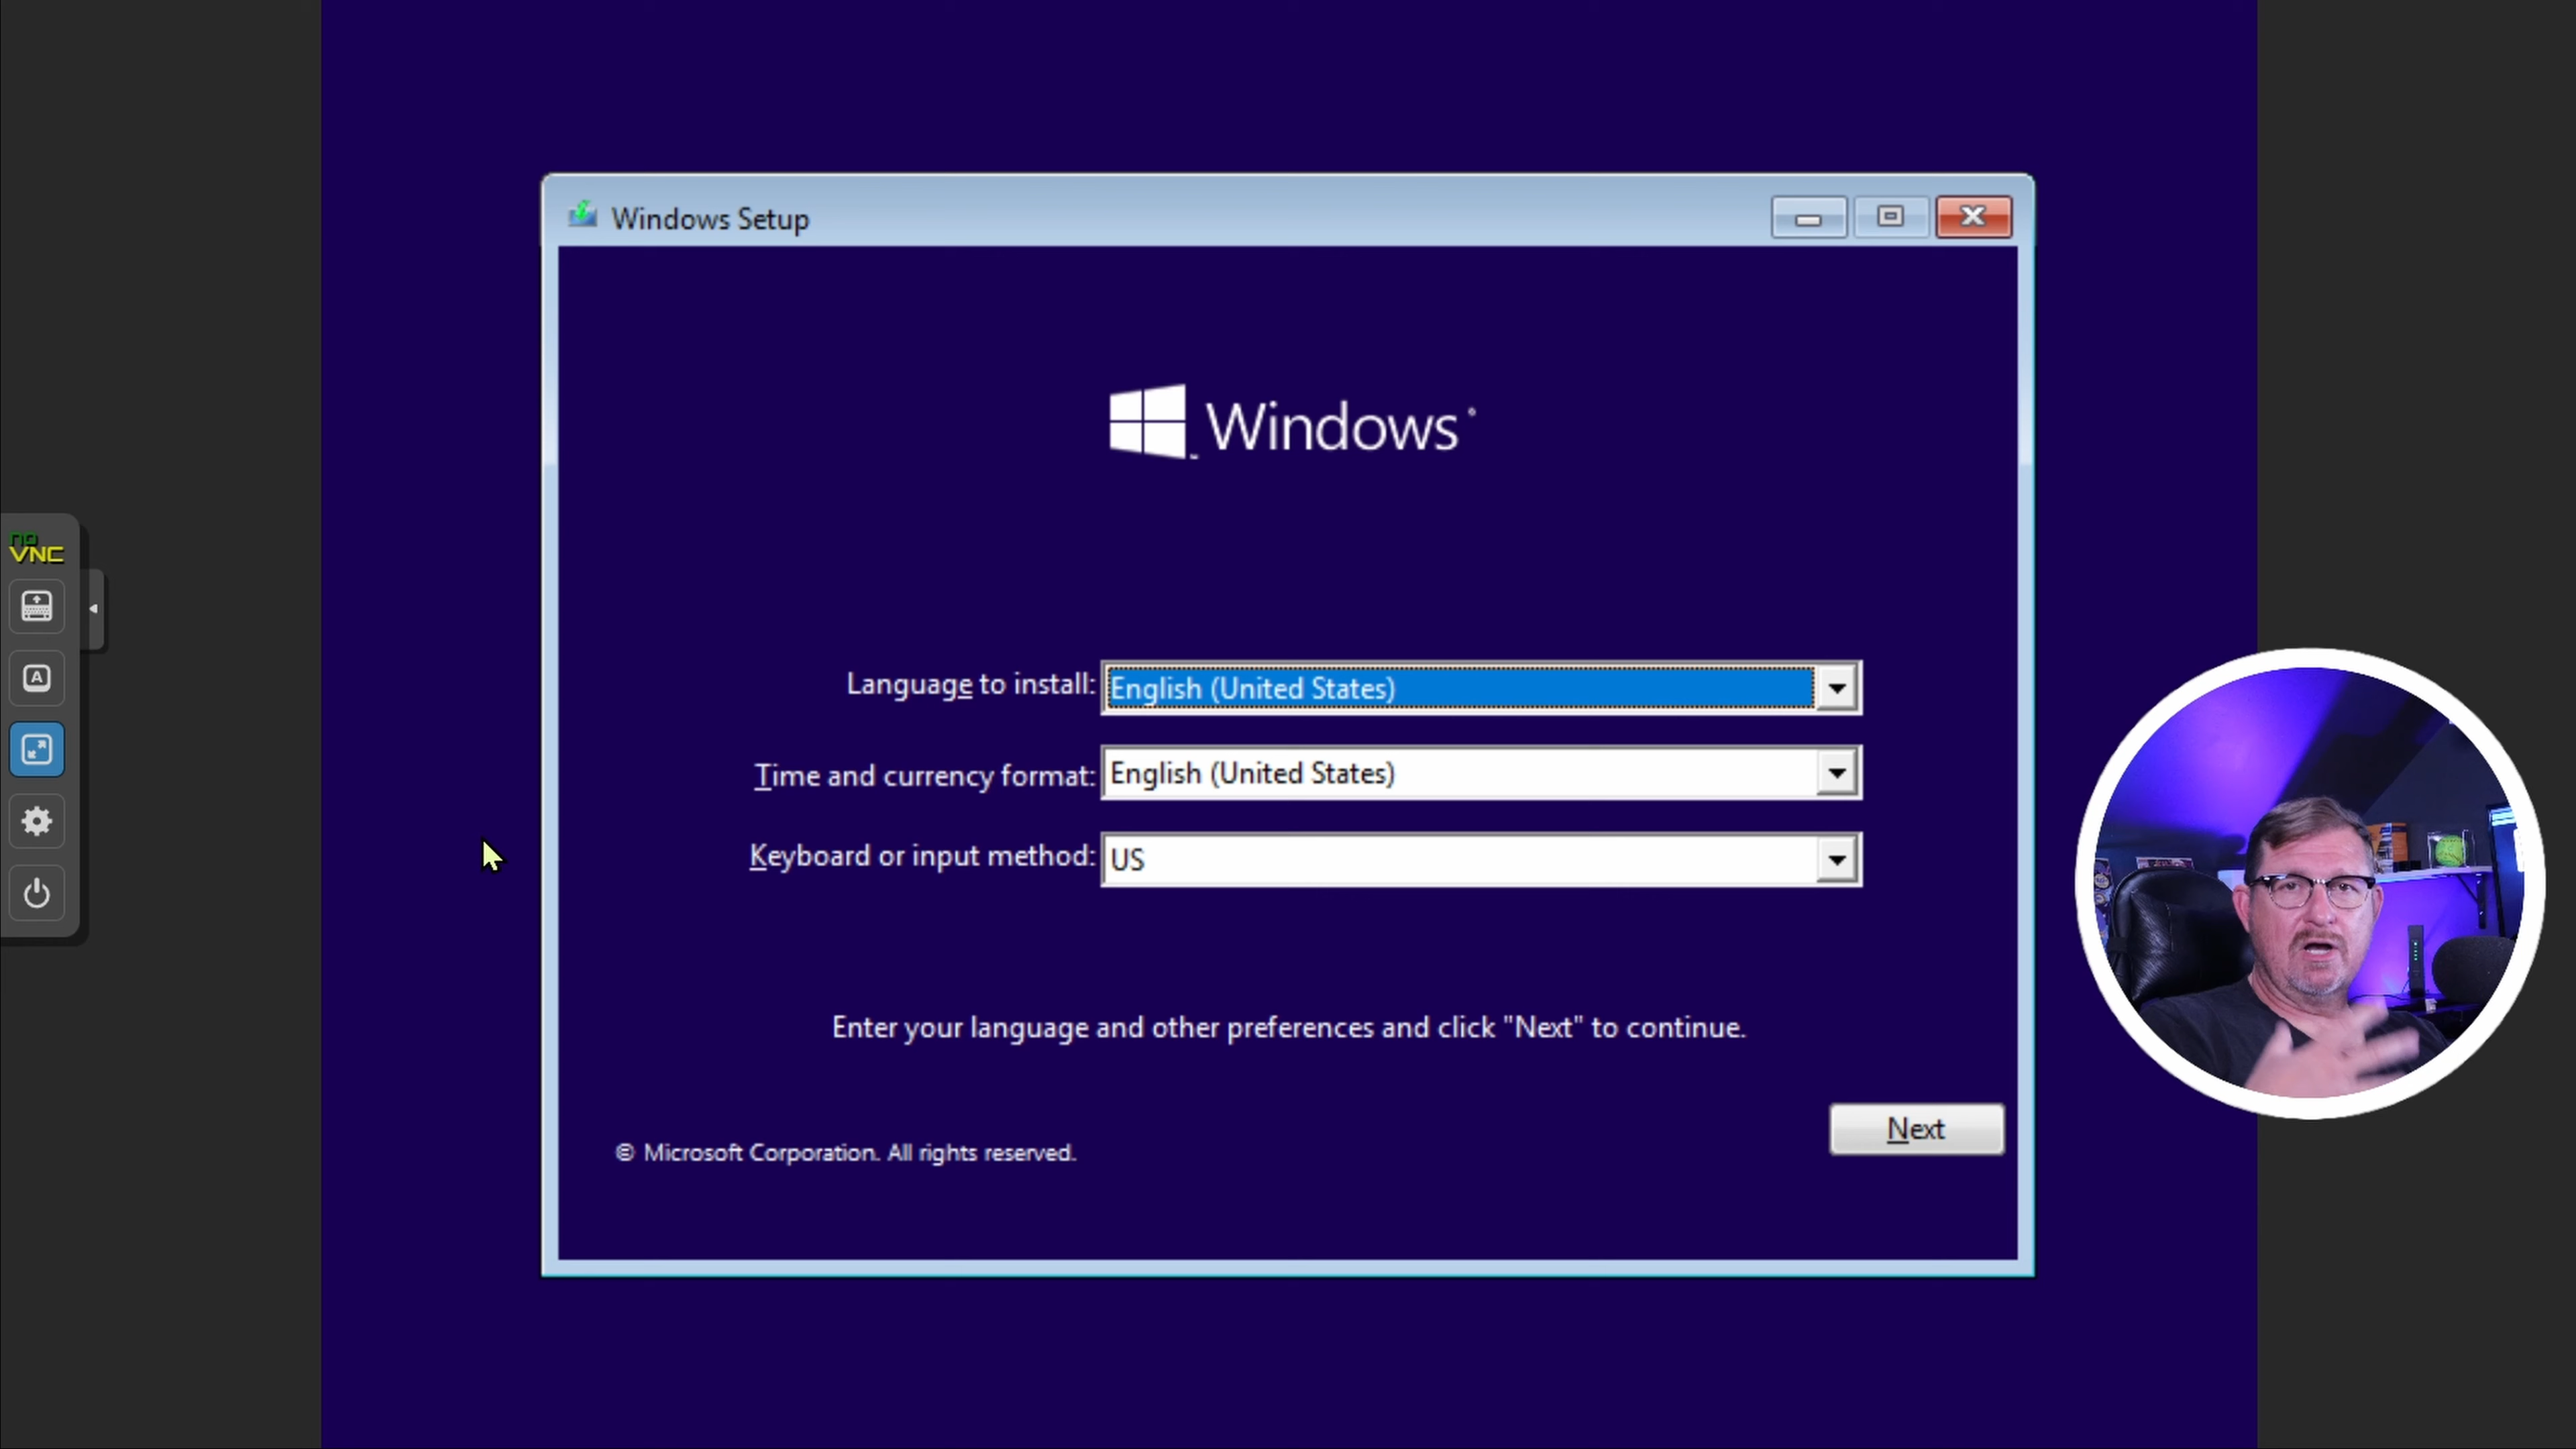 Windows Setup
Windows
no
VNC
A
Language to install: English (United States)
Time and currency format: English (United States)
Keyboard or input method: US
Enter your language and other preferences and click "Next" to continue.
Next
© Microsoft Corporation. All rights reserved.